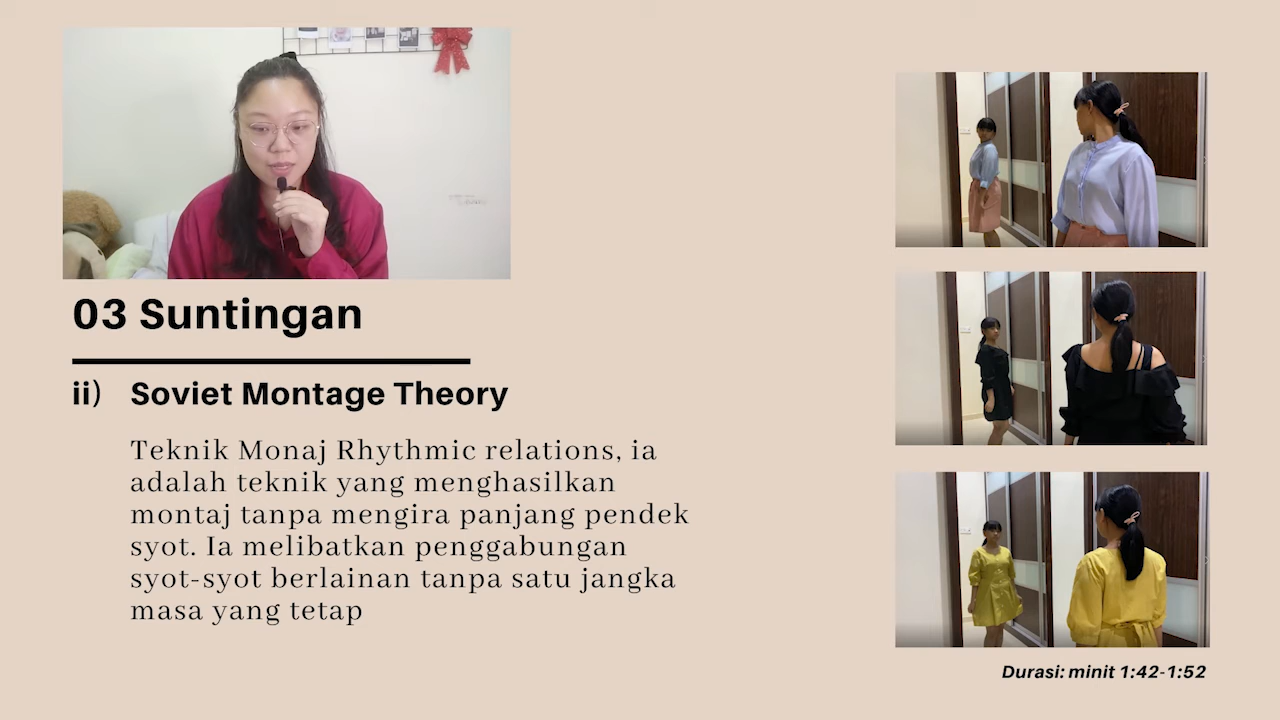 03 Suntingan
ii) Soviet Montage Theory
Teknik Monaj Rhythmic relations, ia
adalah teknik yang menghasilkan
montaj tanpa mengira panjang pendek
syot. Ia melibatkan penggabungan
syot-syot berlainan tanpa satu jangka
masa yang tetap
Durasi: minit 1:42-1:52